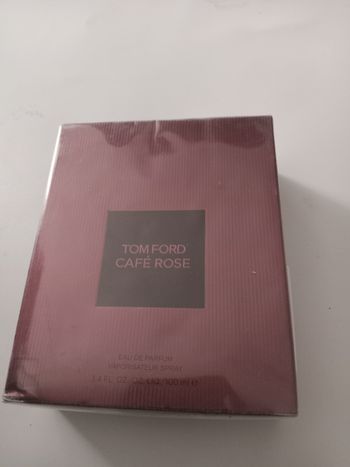 TOM FORD
CAFÉ ROSE
EAU DE PARFUM
VAPORISATEUR SPRAY
3.4 FL. OZ. 100 ml ℮